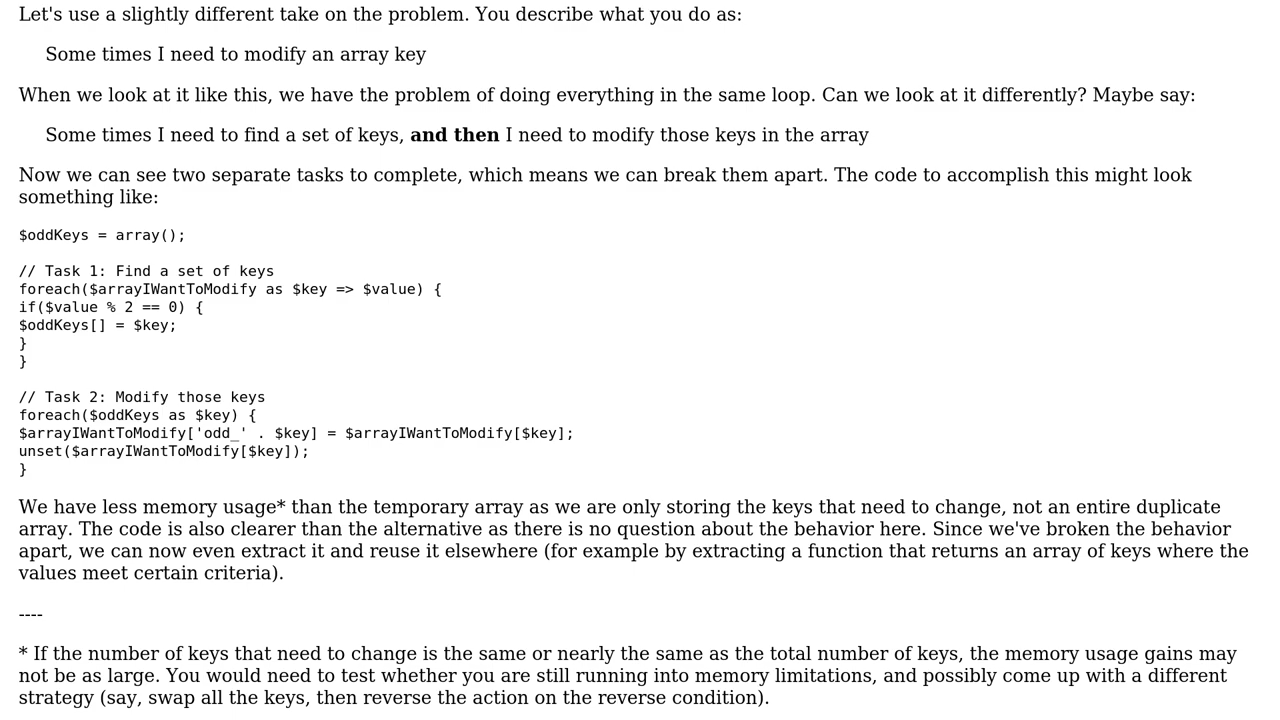 Let's use a slightly different take on the problem. You describe what you do as:
Some times I need to modify an array key
When we look at it like this, we have the problem of doing everything in the same loop. Can we look at it differently? Maybe say:
Some times I need to find a set of keys, and then I need to modify those keys in the array
Now we can see two separate tasks to complete, which means we can break them apart. The code to accomplish this might look
something like:
$oddKeys = array();
// Task 1: Find a set of keys
foreach($arrayIWantToModify as $key => $value) {
if($value % 2 == 0) {
$oddKeys[] = $key;
}
}
// Task 2: Modify those keys
foreach($oddKeys as $key) {
$arrayIWantToModify['odd_' . $key] = $arrayIWantToModify[$key];
unset($arrayIWantToModify[$key]);
}
We have less memory usage* than the temporary array as we are only storing the keys that need to change, not an entire duplicate
array. The code is also clearer than the alternative as there is no question about the behavior here. Since we've broken the behavior
apart, we can now even extract it and reuse it elsewhere (for example by extracting a function that returns an array of keys where the
values meet certain criteria).
----
* If the number of keys that need to change is the same or nearly the same as the total number of keys, the memory usage gains may
not be as large. You would need to test whether you are still running into memory limitations, and possibly come up with a different
strategy (say, swap all the keys, then reverse the action on the reverse condition).